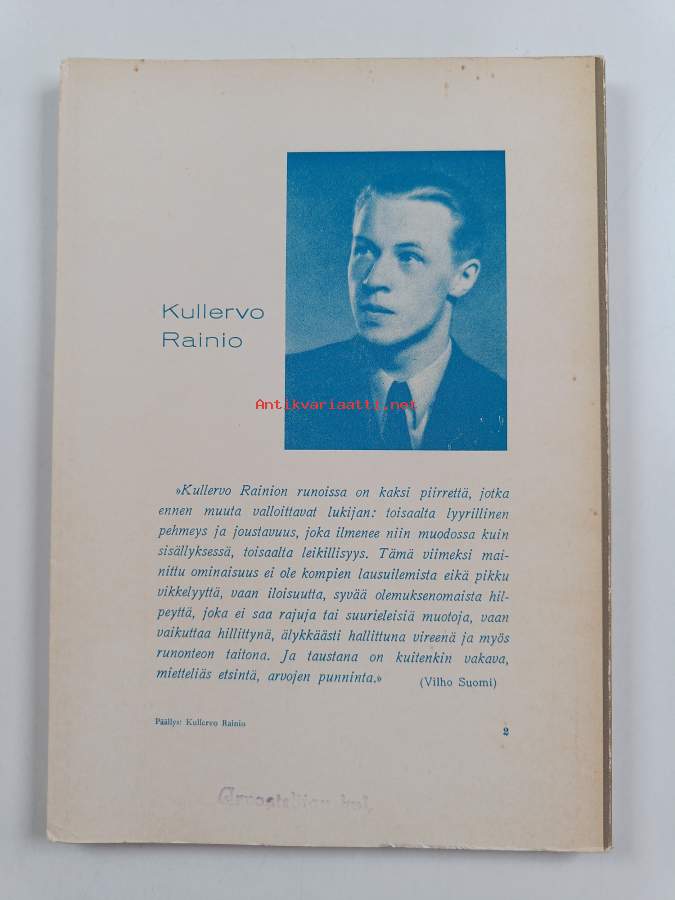 Kullervo
Rainio
Antikvariaatti.net
»Kullervo Rainion runoissa on kaksi piirrettä, jotka
ennen muuta valloittavat lukijan: toisaalta lyyrillinen
pehmeys ja joustavuus, joka ilmenee niin muodossa kuin
sisällyksessä, toisaalta leikillisyys. Tämä viimeksi mai-
nittu ominaisuus ei ole kompien lausuilemista eikä pikku
vikkelyyttä, vaan iloisuutta, syvää olemuksenomaista hil-
peyttä, joka ei saa rajuja tai suurieleisiä muotoja, vaan
vaikuttaa hillittynä, älykkäästi hallittuna vireenä ja myös
runonteon taitona. Ja taustana on kuitenkin vakava,
mietteliäs etsintä, arvojen punninta.» (Vilho Suomi)
Päällys: Kullervo Rainio
2
Arvostelijan kpl.